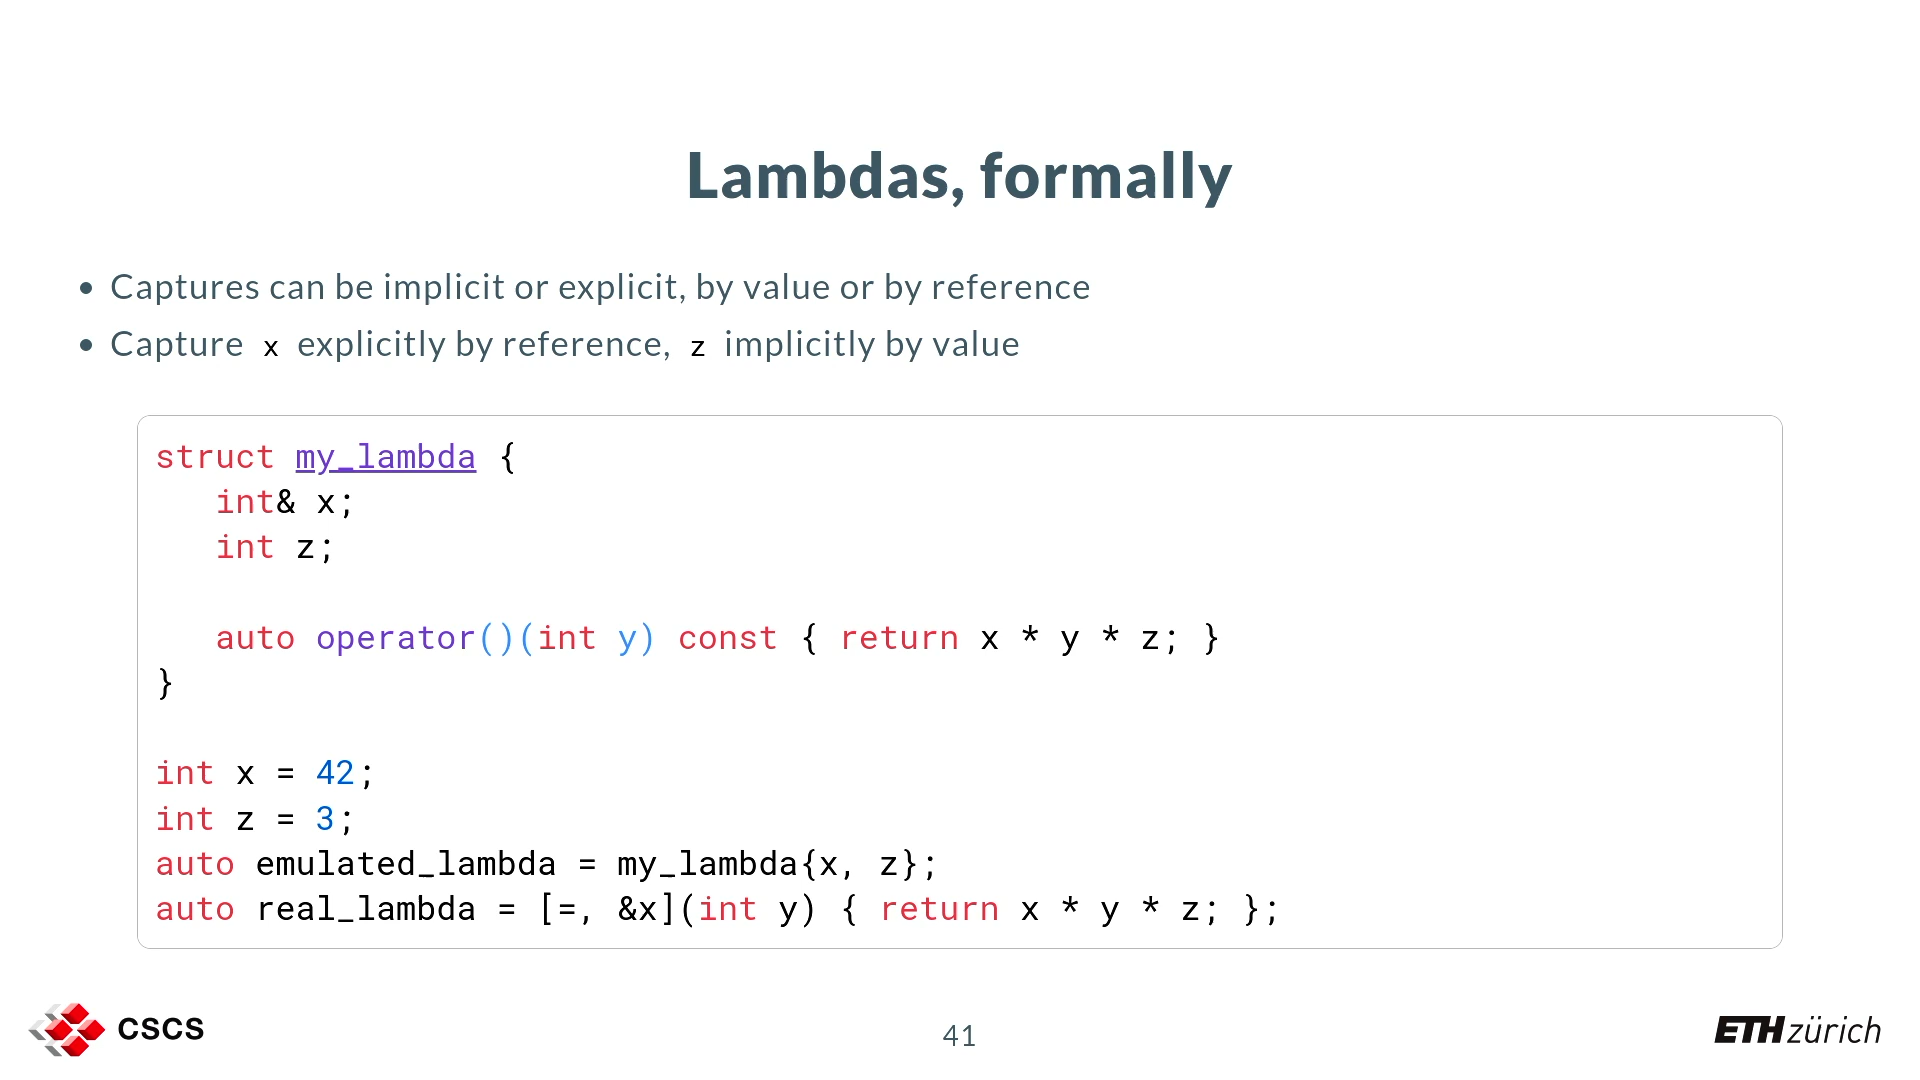 Lambdas, formally
• Captures can be implicit or explicit, by value or by reference
• Capture x explicitly by reference, z implicitly by value
struct my_lambda {
   int& x;
   int z;

   auto operator()(int y) const { return x * y * z; }
}

int x = 42;
int z = 3;
auto emulated_lambda = my_lambda{x, z};
auto real_lambda = [=, &x](int y) { return x * y * z; };
CSCS
41
ETH zürich